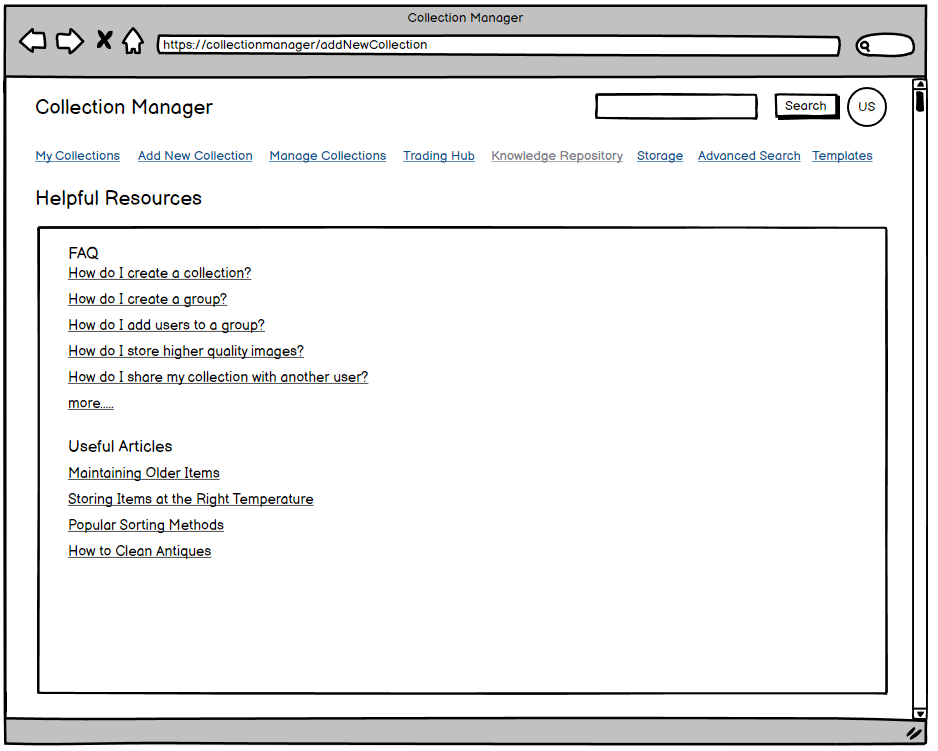 Collection Manager
https://collectionmanager/addNewCollection
Collection Manager
Search
US
My Collections Add New Collection Manage Collections Trading Hub Knowledge Repository Storage Advanced Search Templates
Helpful Resources
FAQ
How do I create a collection?
How do I create a group?
How do I add users to a group?
How do I store higher quality images?
How do I share my collection with another user?
more.....
Useful Articles
Maintaining Older Items
Storing Items at the Right Temperature
Popular Sorting Methods
How to Clean Antiques